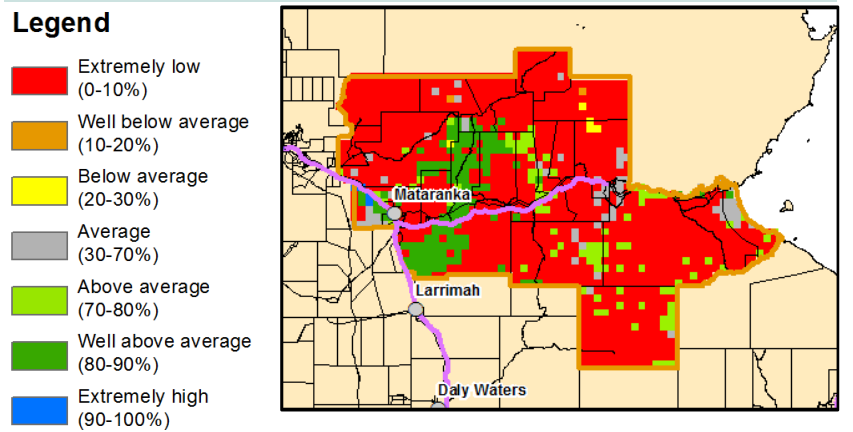 Legend
Extremely low
(0-10%)
Well below average
(10-20%)
Below average
(20-30%)
Average
(30-70%)
Above average
(70-80%)
Well above average
(80-90%)
Extremely high
(90-100%)
Mataranka
Larrimah
Daly Waters